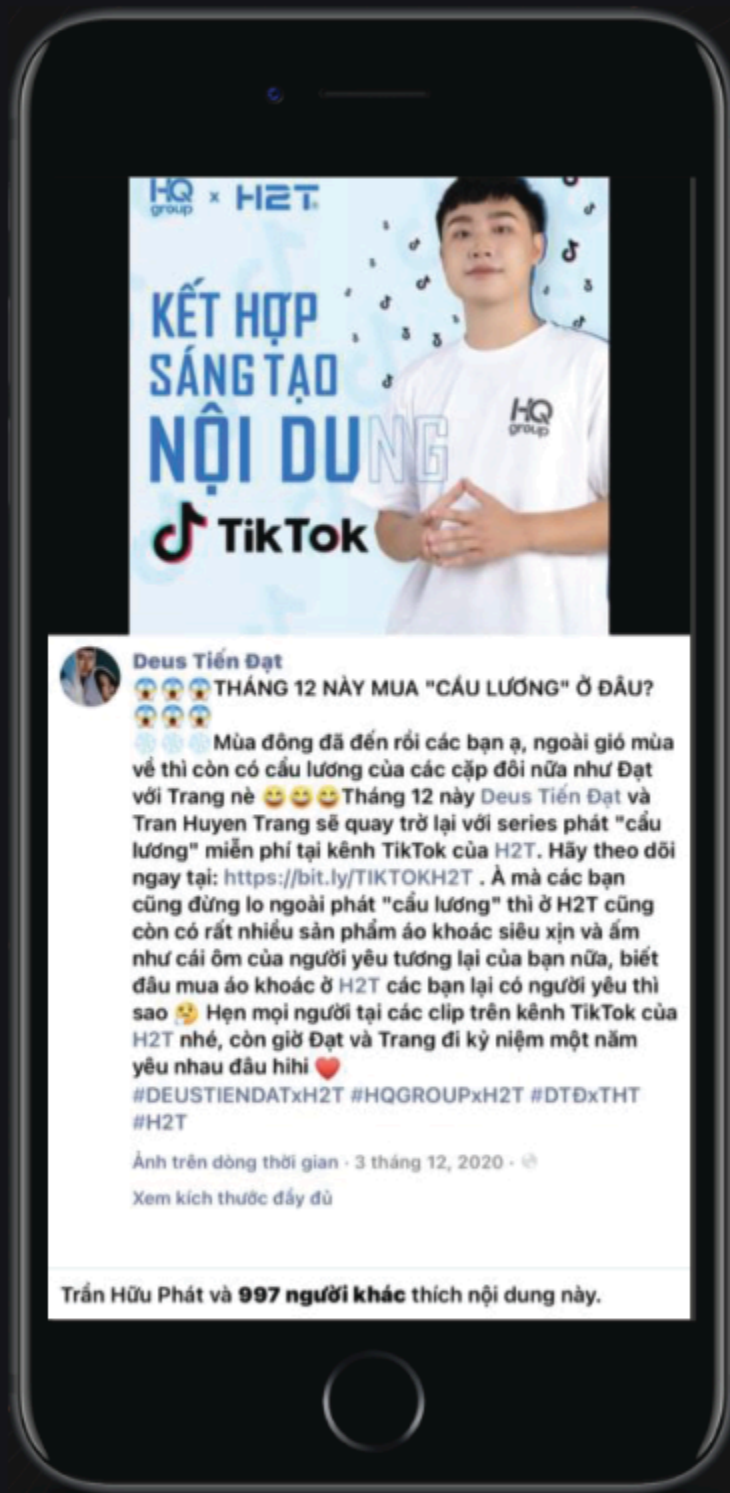 HQ group x H2T
KẾT HỢP
SÁNG TẠO
NỘI DUNG
TikTok
HQ
group
Deus Tiến Đạt
😱😱😱THÁNG 12 NÀY MUA "CẨU LƯƠNG" Ở ĐÂU?
😱😱😱
❄️❄️❄️Mùa đông đã đến rồi các bạn ạ, ngoài gió mùa
về thì còn có cẩu lương của các cặp đôi nữa như Đạt
với Trang nè 😄😄😄Tháng 12 này Deus Tiến Đạt và
Tran Huyen Trang sẽ quay trở lại với series phát "cẩu
lương" miễn phí tại kênh TikTok của H2T. Hãy theo dõi
ngay tại: https://bit.ly/TIKTOKH2T . À mà các bạn
cũng đừng lo ngoài phát "cẩu lương" thì ở H2T cũng
còn có rất nhiều sản phẩm áo khoác siêu xịn và ấm
như cái ôm của người yêu tương lại của bạn nữa, biết
đâu mua áo khoác ở H2T các bạn lại có người yêu thì
sao 🤔 Hẹn mọi người tại các clip trên kênh TikTok của
H2T nhé, còn giờ Đạt và Trang đi kỷ niệm một năm
yêu nhau đâu hihi ❤️
#DEUSTIENDATxH2T #HQGROUPxH2T #DTĐxTHT
#H2T
Ảnh trên dòng thời gian · 3 tháng 12, 2020 ·
Xem kích thước đầy đủ
Trần Hữu Phát và 997 người khác thích nội dung này.